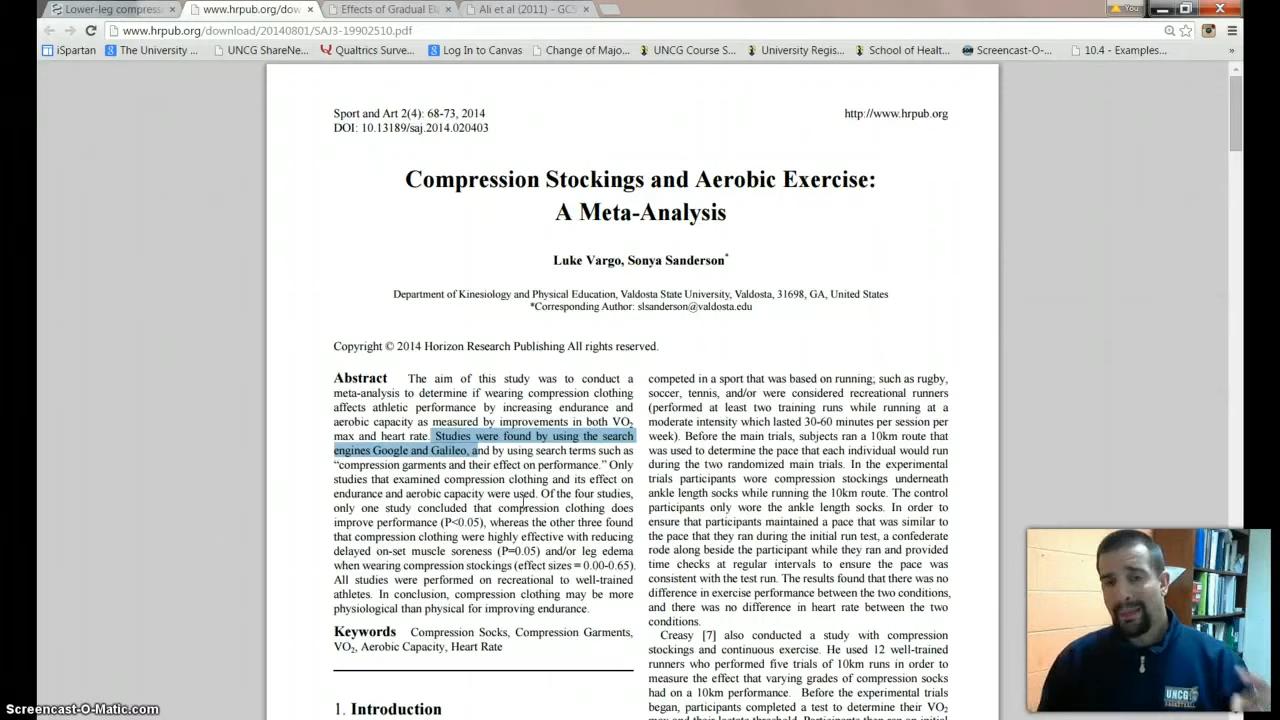 Lower-leg compress
www.hrpub.org/dow
Effects of Gradual El
Ali et al (2011) - GCS
You
www.hrpub.org/download/20140801/SAJ3-19902510.pdf
iSpartan
The University ...
UNCG ShareNe...
Qualtrics Surve...
Log In to Canvas
Change of Majo...
UNCG Course S...
University Regis...
School of Healt...
Screencast-O-...
10.4 - Examples...
Sport and Art 2(4): 68-73, 2014
http://www.hrpub.org
DOI: 10.13189/saj.2014.020403
Compression Stockings and Aerobic Exercise:
A Meta-Analysis
Luke Vargo, Sonya Sanderson*
Department of Kinesiology and Physical Education, Valdosta State University, Valdosta, 31698, GA, United States
*Corresponding Author: slsanderson@valdosta.edu
Copyright © 2014 Horizon Research Publishing All rights reserved.
Abstract The aim of this study was to conduct a
meta-analysis to determine if wearing compression clothing
affects athletic performance by increasing endurance and
aerobic capacity as measured by improvements in both VO2
max and heart rate. Studies were found by using the search
engines Google and Galileo, and by using search terms such as
“compression garments and their effect on performance.” Only
studies that examined compression clothing and its effect on
endurance and aerobic capacity were used. Of the four studies,
only one study concluded that compression clothing does
improve performance (P<0.05), whereas the other three found
that compression clothing were highly effective with reducing
delayed on-set muscle soreness (P=0.05) and/or leg edema
when wearing compression stockings (effect sizes = 0.00-0.65).
All studies were performed on recreational to well-trained
athletes. In conclusion, compression clothing may be more
physiological than physical for improving endurance.
Keywords Compression Socks, Compression Garments,
VO2, Aerobic Capacity, Heart Rate
1. Introduction
competed in a sport that was based on running; such as rugby,
soccer, tennis, and/or were considered recreational runners
(performed at least two training runs while running at a
moderate intensity which lasted 30-60 minutes per session per
week). Before the main trials, subjects ran a 10km route that
was used to determine the pace that each individual would run
during the two randomized main trials. In the experimental
trials participants wore compression stockings underneath
ankle length socks while running the 10km route. The control
participants only wore the ankle length socks. In order to
ensure that participants maintained a pace that was similar to
the pace that they ran during the initial run test, a confederate
rode along beside the participant while they ran and provided
time checks at regular intervals to ensure the pace was
consistent with the test run. The results found that there was no
difference in exercise performance between the two conditions,
and there was no difference in heart rate between the two
conditions.
Creasy [7] also conducted a study with compression
stockings and continuous exercise. He used 12 well-trained
runners who performed five trials of 10km runs in order to
measure the effect that varying grades of compression socks
had on a 10km performance. Before the experimental trials
began, participants completed a test to determine their VO2
max and their lactate threshold. Participants then ran an initial
UNCG
BASKETBALL
Screencast-O-Matic.com